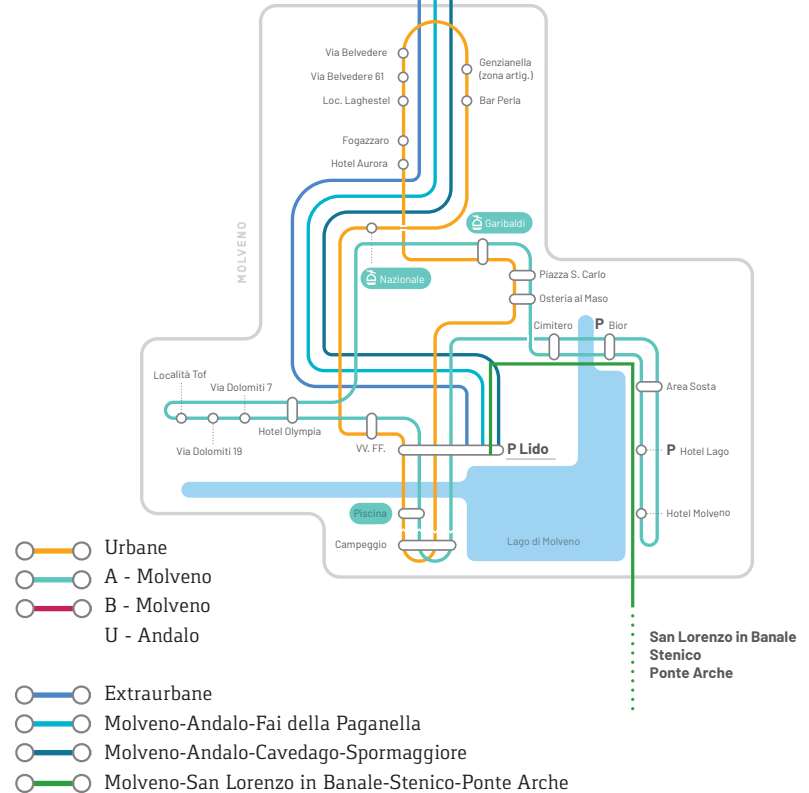 Via Belvedere
Genzianella
(zona artig.)
Via Belvedere 61
Loc. Laghestel
Bar Perla
Fogazzaro
Hotel Aurora
MOLVENO
Garibaldi
Nazionale
Piazza S. Carlo
Osteria al Maso
Cimitero
P Bior
Località Tof
Via Dolomiti 7
Area Sosta
Hotel Olympia
Via Dolomiti 19
VV. FF.
P Lido
P Hotel Lago
Piscina
Hotel Molveno
Campeggio
Lago di Molveno
Urbane
A - Molveno
B - Molveno
U - Andalo
San Lorenzo in Banale
Stenico
Ponte Arche
Extraurbane
Molveno-Andalo-Fai della Paganella
Molveno-Andalo-Cavedago-Spormaggiore
Molveno-San Lorenzo in Banale-Stenico-Ponte Arche